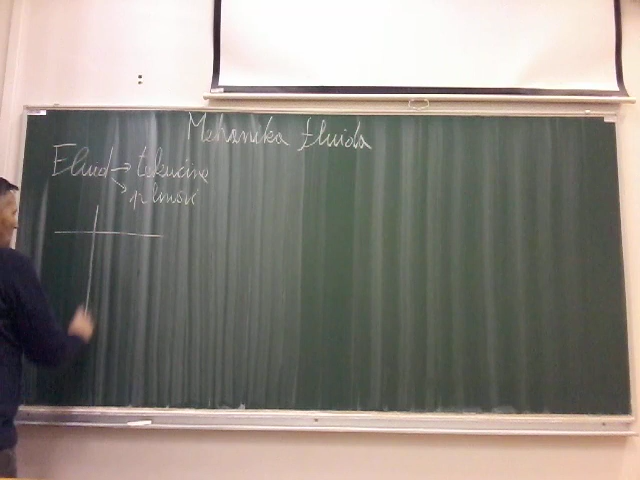 Mehanika fluida
Fluid → tekućine
↘ plinovi